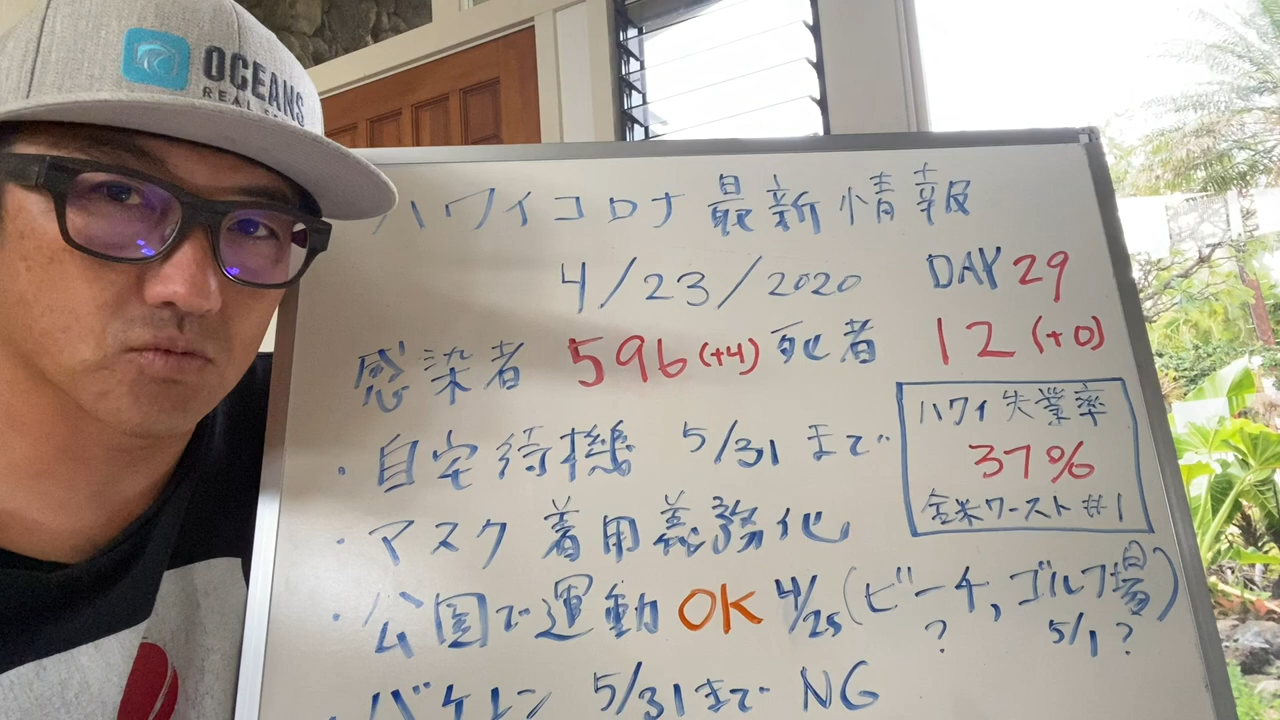 OCEANS
REAL
ハワイコロナ最新情報
4/23/2020 DAY 29
感染者 596(+4) 死者 12(+0)
・自宅待機 5/31まで
ハワイ失業率
37%
全米ワースト#1
・マスク着用義務化
・公園で運動OK 4/25(ビーチ,ゴルフ場)
? 5/1?
・バケレン 5/31まで NG